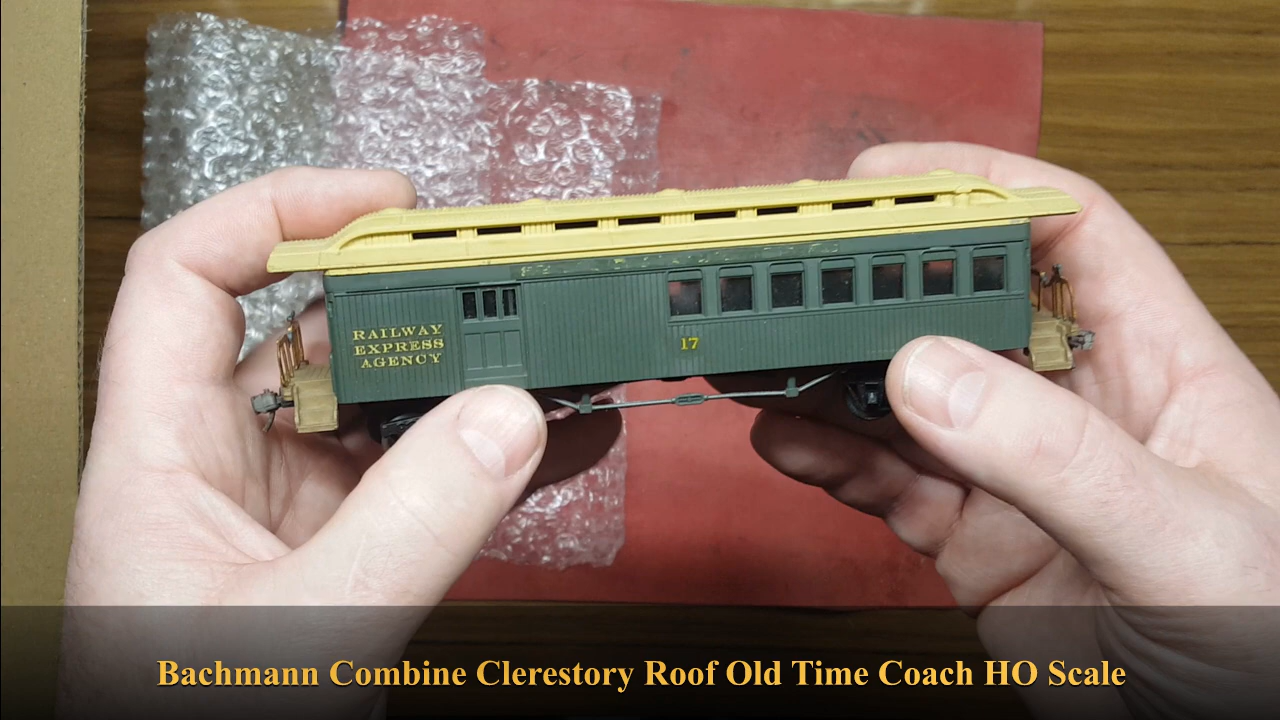 RAILWAY
EXPRESS
AGENCY
17
Bachmann Combine Clerestory Roof Old Time Coach HO Scale